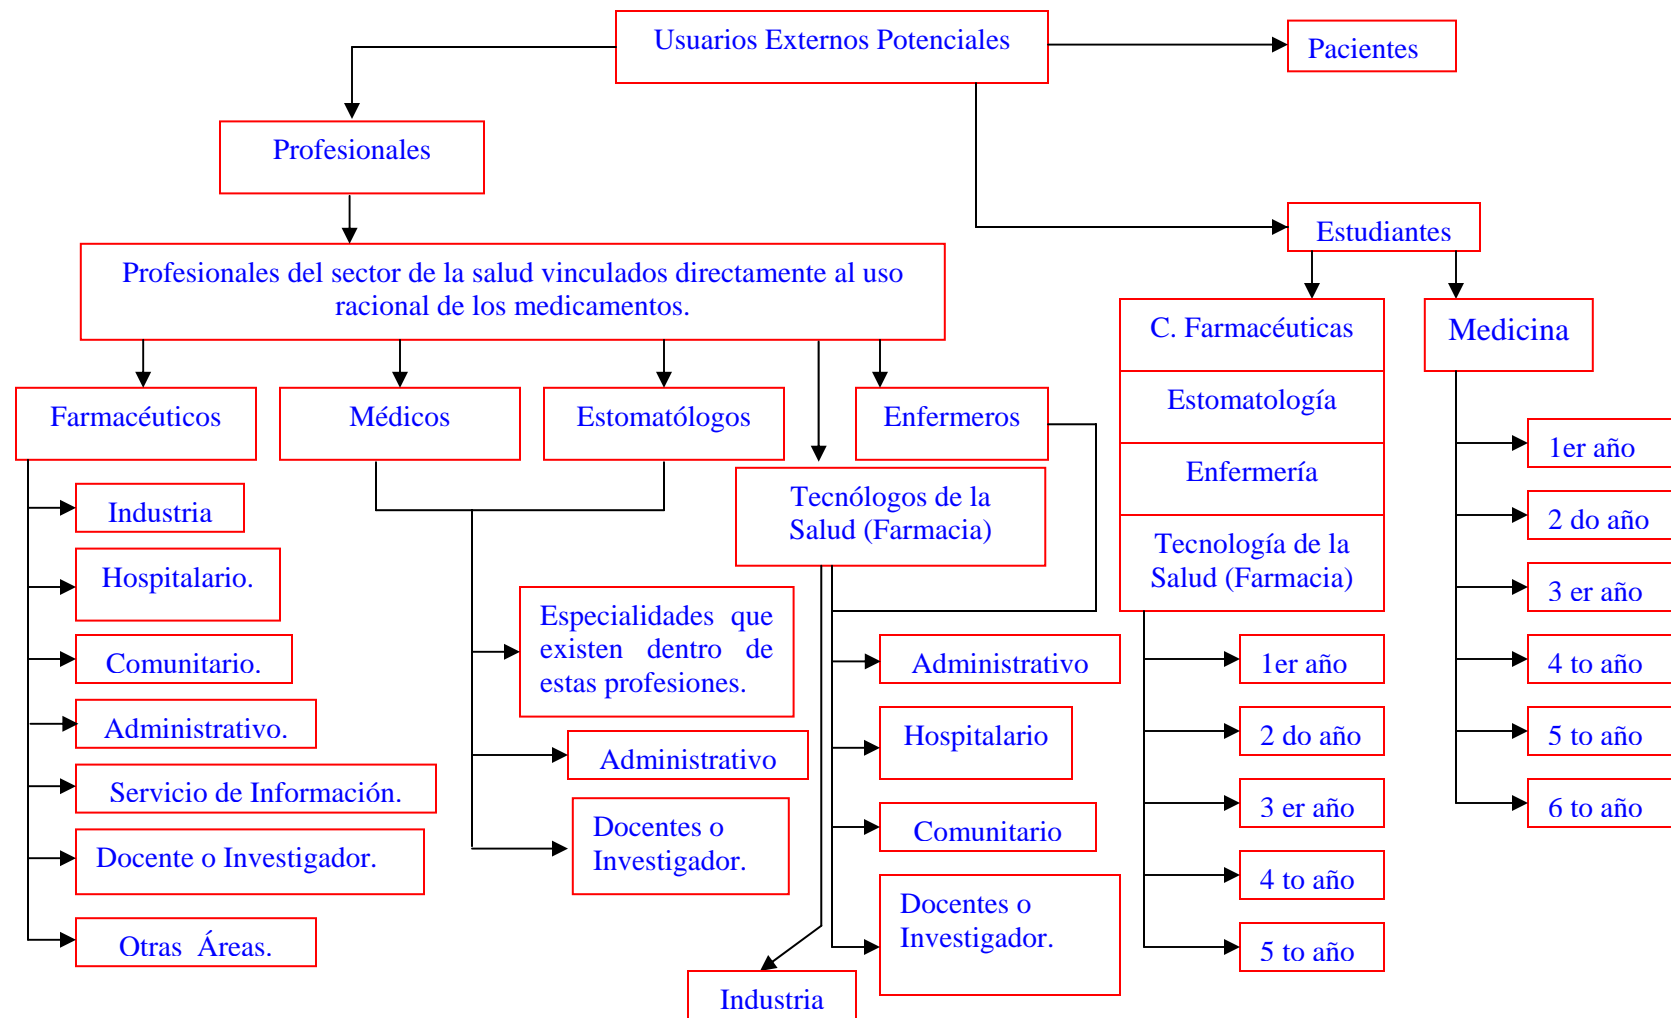 Usuarios Externos Potenciales
Pacientes
Profesionales
Estudiantes
Profesionales del sector de la salud vinculados directamente al uso
racional de los medicamentos.
C. Farmacéuticas
Medicina
Estomatología
Enfermería
Tecnología de la
Salud (Farmacia)
Farmacéuticos
Médicos
Estomatólogos
Enfermeros
Tecnólogos de la
Salud (Farmacia)
Industria
Hospitalario.
Comunitario.
Administrativo.
Servicio de Información.
Docente o Investigador.
Otras Áreas.
Especialidades que
existen dentro de
estas profesiones.
Administrativo
Docentes o
Investigador.
Administrativo
Hospitalario
Comunitario
Docentes o
Investigador.
Industria
1er año
2 do año
3 er año
4 to año
5 to año
1er año
2 do año
3 er año
4 to año
5 to año
6 to año